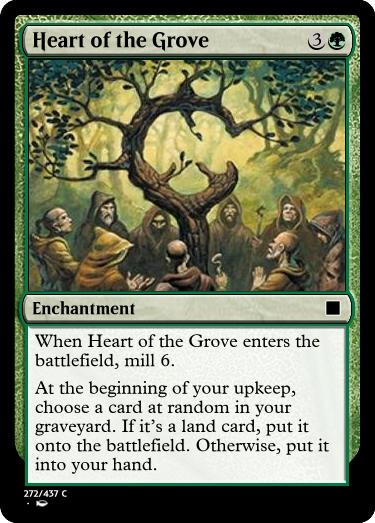 Heart of the Grove 3
Enchantment
When Heart of the Grove enters the
battlefield, mill 6.
At the beginning of your upkeep,
choose a card at random in your
graveyard. If it's a land card, put it
onto the battlefield. Otherwise, put it
into your hand.
272/437 C